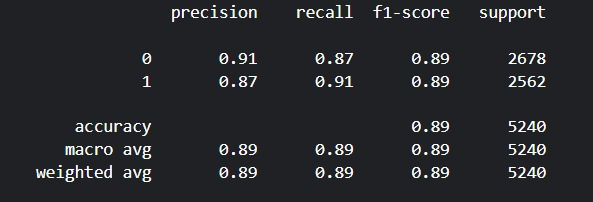 precision recall f1-score support
0 0.91 0.87 0.89 2678
1 0.87 0.91 0.89 2562
accuracy 0.89 5240
macro avg 0.89 0.89 0.89 5240
weighted avg 0.89 0.89 0.89 5240